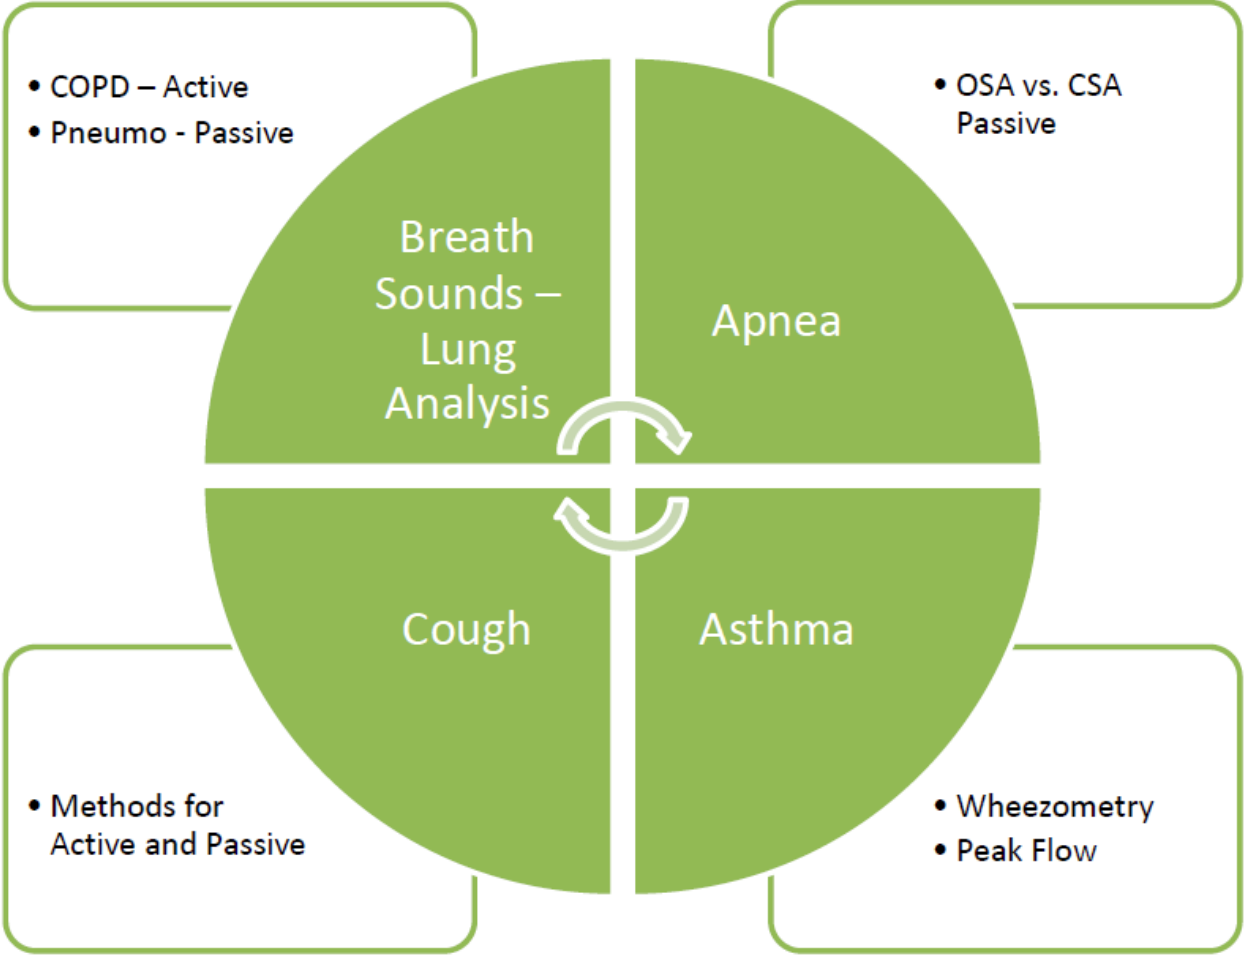 • COPD – Active
• Pneumo - Passive
• OSA vs. CSA
Passive
Breath
Sounds –
Lung
Analysis
Apnea
Cough
Asthma
• Methods for
Active and Passive
• Wheezometry
• Peak Flow